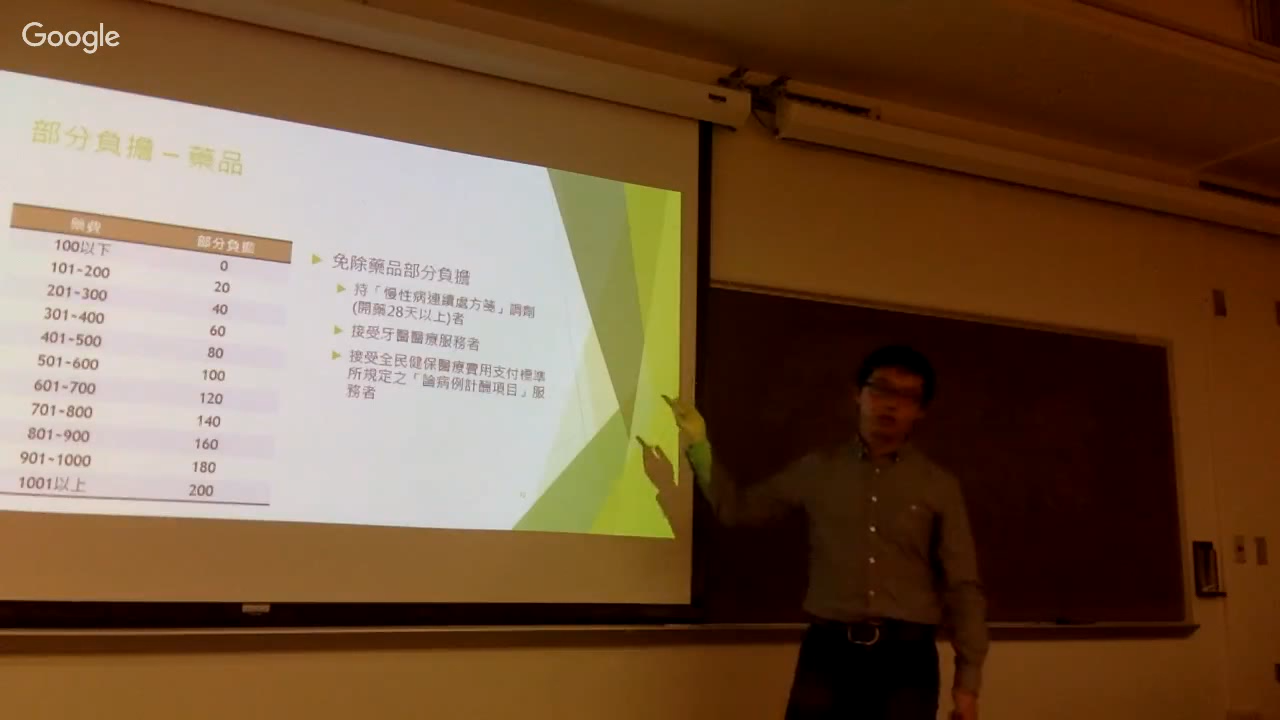 Google
部分負擔 – 藥品
藥費 部分負擔
100以下 0
101~200 20
201~300 40
301~400 60
401~500 80
501~600 100
601~700 120
701~800 140
801~900 160
901~1000 180
1001以上 200
免除藥品部分負擔
持「慢性病連續處方箋」調劑
(開藥28天以上)者
接受牙醫醫療服務者
接受全民健保醫療費用支付標準
所規定之「論病例計酬項目」服
務者